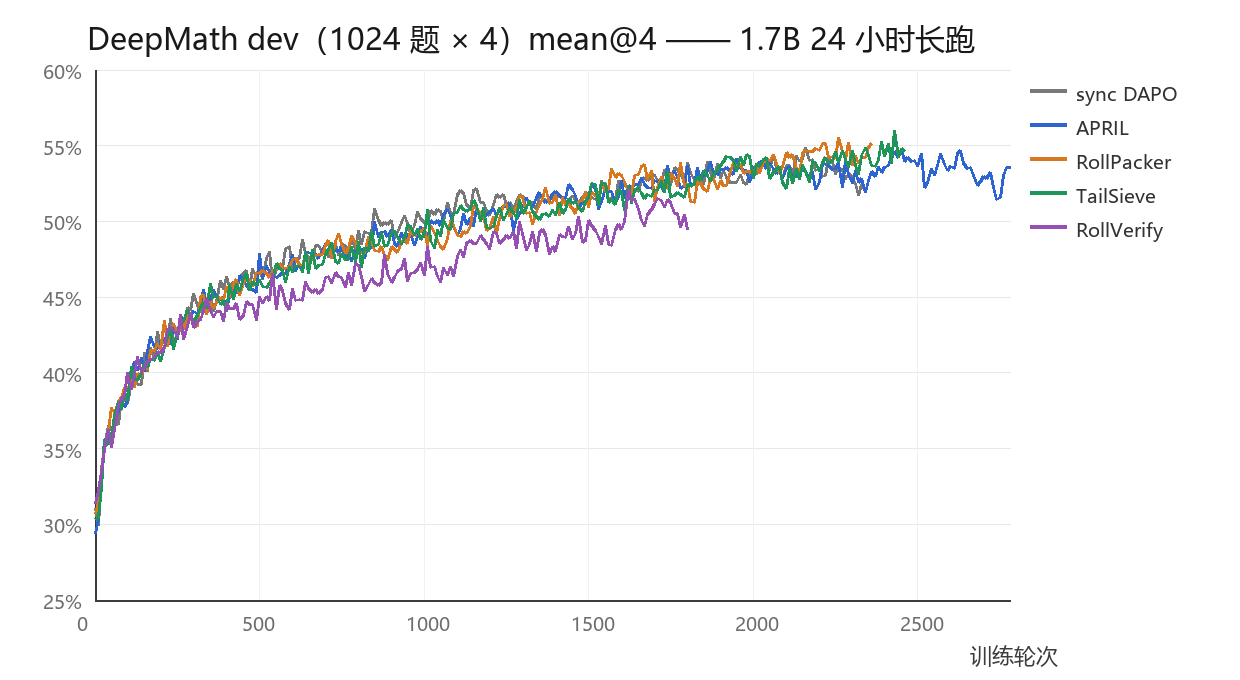 DeepMath dev（1024 题 × 4）mean@4 —— 1.7B 24 小时长跑
60%
55%
50%
45%
40%
35%
30%
25%
0 500 1000 1500 2000 2500
训练轮次
sync DAPO
APRIL
RollPacker
TailSieve
RollVerify